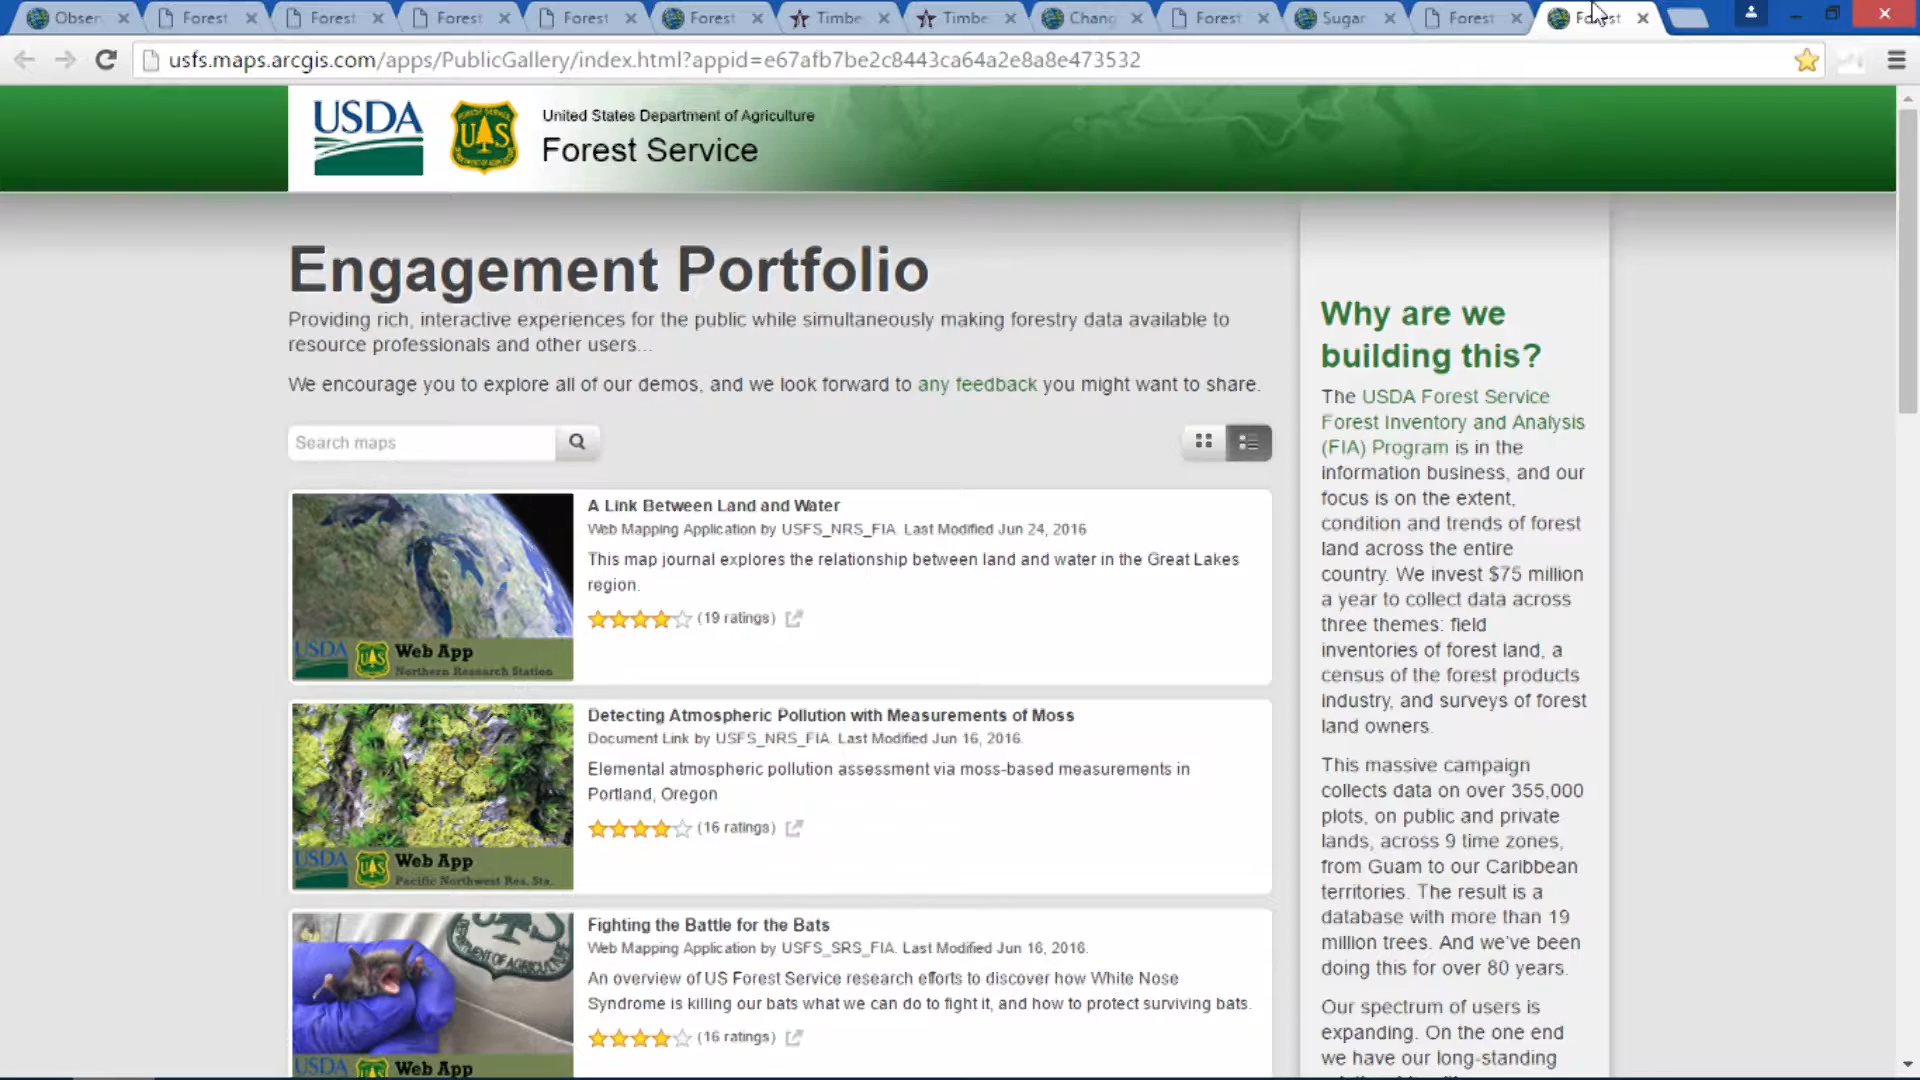 Obser
Forest
Forest
Forest
Forest
Forest
Timbe
Timbe
Chang
Forest
Sugar
Forest
Forest
usfs.maps.arcgis.com/apps/PublicGallery/index.html?appid=e67afb7be2c8443ca64a2e8a8e473532
USDA
United States Department of Agriculture
Forest Service
Engagement Portfolio
Providing rich, interactive experiences for the public while simultaneously making forestry data available to
resource professionals and other users...
We encourage you to explore all of our demos, and we look forward to any feedback you might want to share.
Search maps
A Link Between Land and Water
Web Mapping Application by USFS_NRS_FIA. Last Modified Jun 24, 2016
This map journal explores the relationship between land and water in the Great Lakes
region.
(19 ratings)
USDA
Web App
Northern Research Station
Detecting Atmospheric Pollution with Measurements of Moss
Document Link by USFS_NRS_FIA. Last Modified Jun 16, 2016.
Elemental atmospheric pollution assessment via moss-based measurements in
Portland, Oregon
(16 ratings)
USDA
Web App
Pacific Northwest Res. Sta.
Fighting the Battle for the Bats
Web Mapping Application by USFS_SRS_FIA. Last Modified Jun 16, 2016.
An overview of US Forest Service research efforts to discover how White Nose
Syndrome is killing our bats what we can do to fight it, and how to protect surviving bats.
(16 ratings)
USDA
Web App
Why are we
building this?
The USDA Forest Service
Forest Inventory and Analysis
(FIA) Program is in the
information business, and our
focus is on the extent,
condition and trends of forest
land across the entire
country. We invest $75 million
a year to collect data across
three themes: field
inventories of forest land, a
census of the forest products
industry, and surveys of forest
land owners.
This massive campaign
collects data on over 355,000
plots, on public and private
lands, across 9 time zones,
from Guam to our Caribbean
territories. The result is a
database with more than 19
million trees. And we've been
doing this for over 80 years.
Our spectrum of users is
expanding. On the one end
we have our long-standing